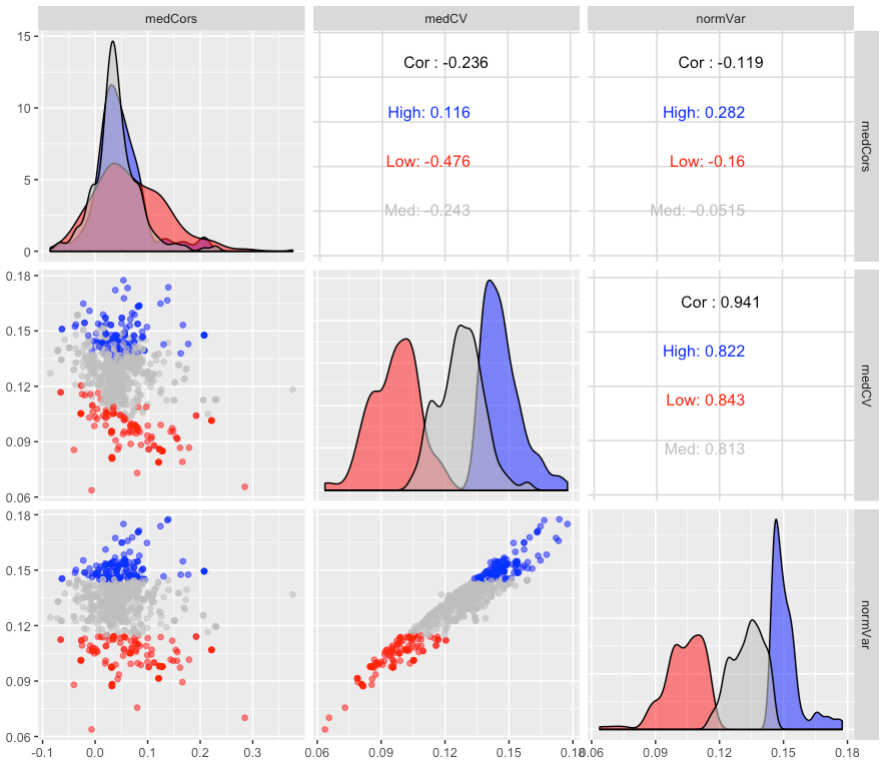 medCors medCV normVar
15
10
5
0
Cor : -0.236
High: 0.116
Low: -0.476
Med: -0.243
Cor : -0.119
High: 0.282
Low: -0.16
Med: -0.0515
medCors
0.18
0.15
0.12
0.09
0.06
Cor : 0.941
High: 0.822
Low: 0.843
Med: 0.813
medCV
0.18
0.15
0.12
0.09
0.06
normVar
-0.1 0.0 0.1 0.2 0.3 0.06 0.09 0.12 0.15 0.18 0.06 0.09 0.12 0.15 0.18